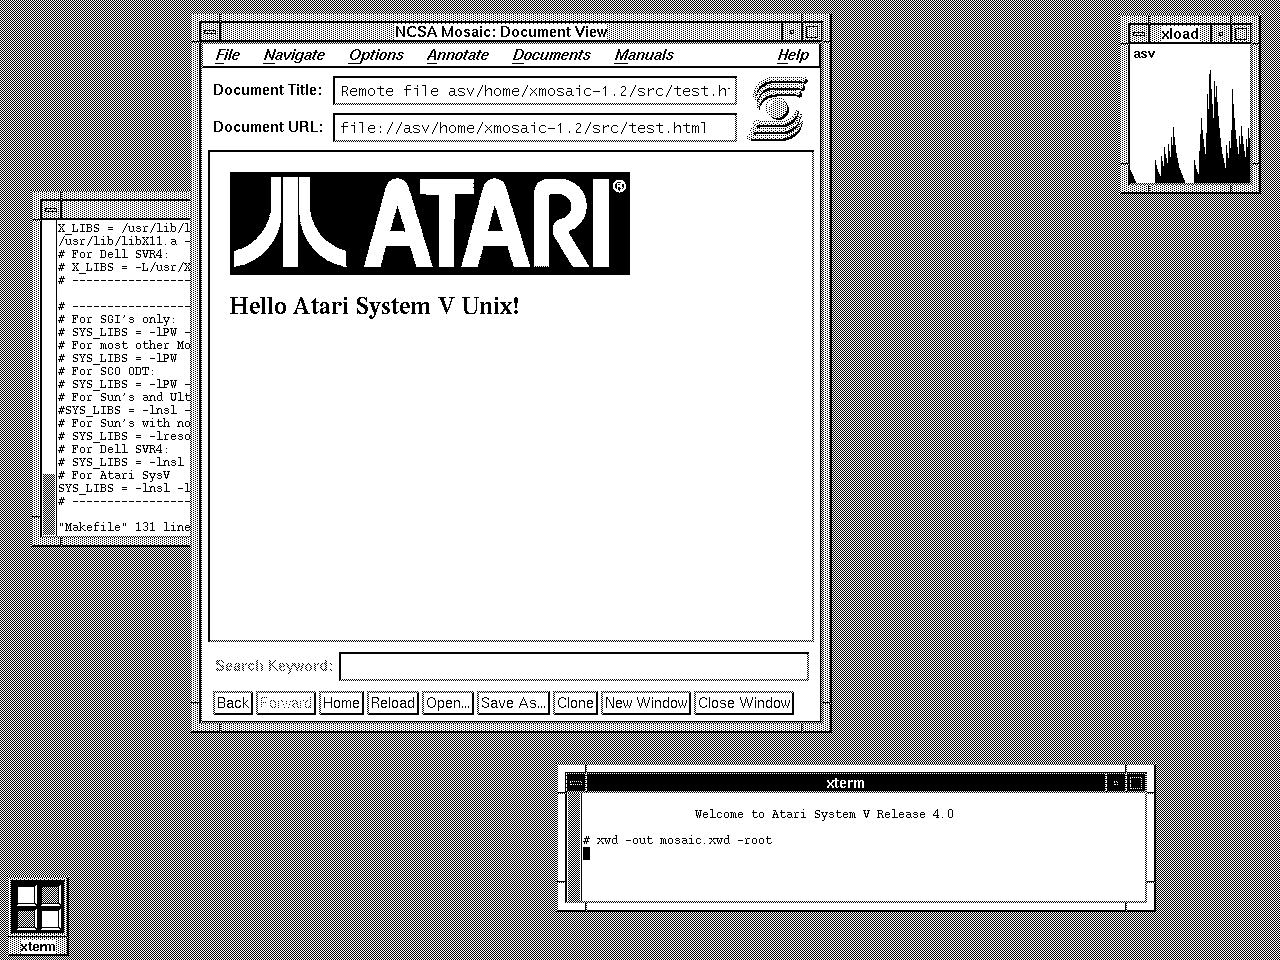 NCSA Mosaic: Document View
File Navigate Options Annotate Documents Manuals Help
Document Title: Remote file asv/home/xmosaic-1.2/src/test.h
Document URL: file://asv/home/xmosaic-1.2/src/test.html
ATARI®
Hello Atari System V Unix!
Search Keyword:
Back Forward Home Reload Open... Save As... Clone New Window Close Window
xload
asv
X_LIBS = /usr/lib/l
/usr/lib/libX11.a -
# For Dell SVR4:
# X_LIBS = -L/usr/X
# -----------------
# -----------------
# For SGI's only:
# SYS_LIBS = -lPW -
# For most other Mo
# SYS_LIBS = -lPW
# For SCO ODT:
# SYS_LIBS = -lPW -
# For Sun's and Ult
#SYS_LIBS = -lnsl -
# For Sun's with no
# SYS_LIBS = -lreso
# For Dell SVR4:
# SYS_LIBS = -lnsl
# For Atari SysV
SYS_LIBS = -lnsl -l
# -----------------
"Makefile" 131 line
xterm
Welcome to Atari System V Release 4.0
# xwd -out mosaic.xwd -root
xterm